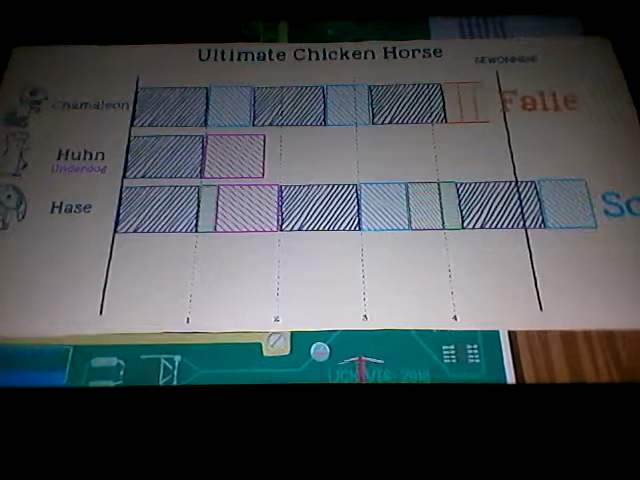 Ultimate Chicken Horse
GEWONNEN!
Chamäleon
Falle
Huhn
Underdog
Hase
1 2 3 4